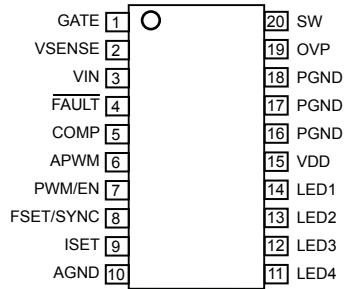 GATE 1
VSENSE 2
VIN 3
FAULT 4
COMP 5
APWM 6
PWM/EN 7
FSET/SYNC 8
ISET 9
AGND 10
20 SW
19 OVP
18 PGND
17 PGND
16 PGND
15 VDD
14 LED1
13 LED2
12 LED3
11 LED4